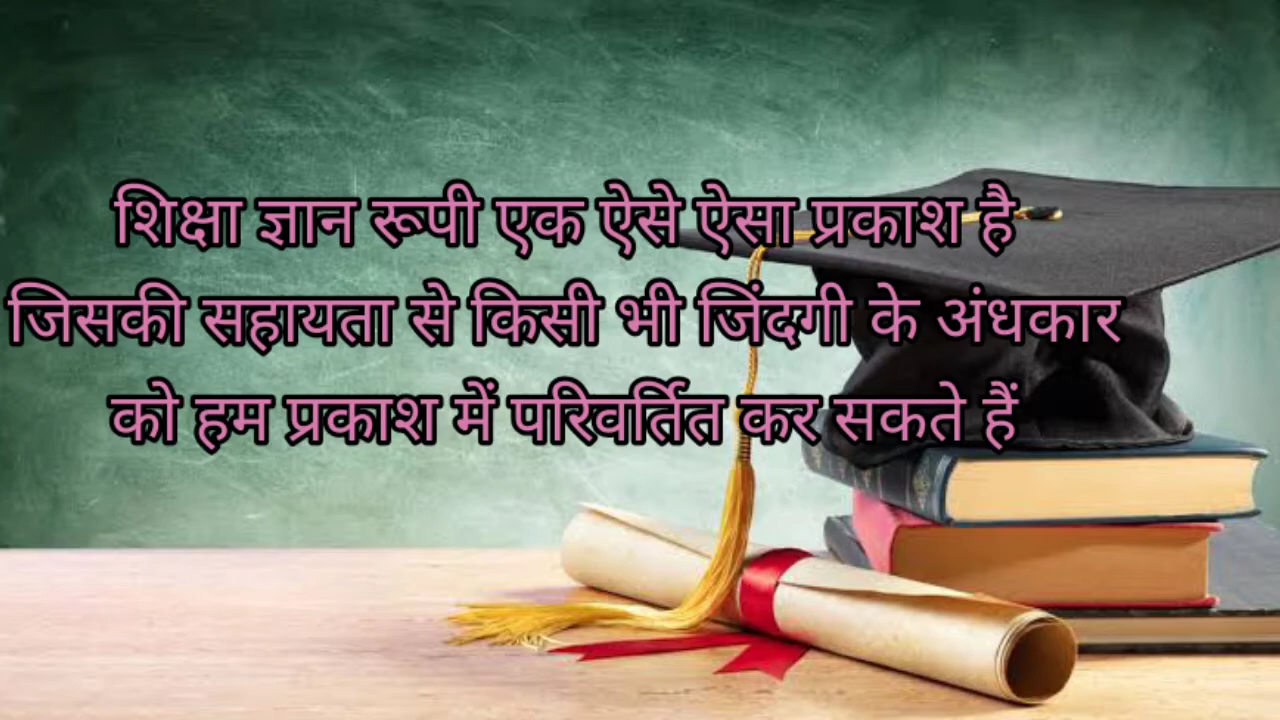 शिक्षा ज्ञान रूपी एक ऐसे ऐसा प्रकाश है
जिसकी सहायता से किसी भी जिंदगी के अंधकार
को हम प्रकाश में परिवर्तित कर सकते हैं